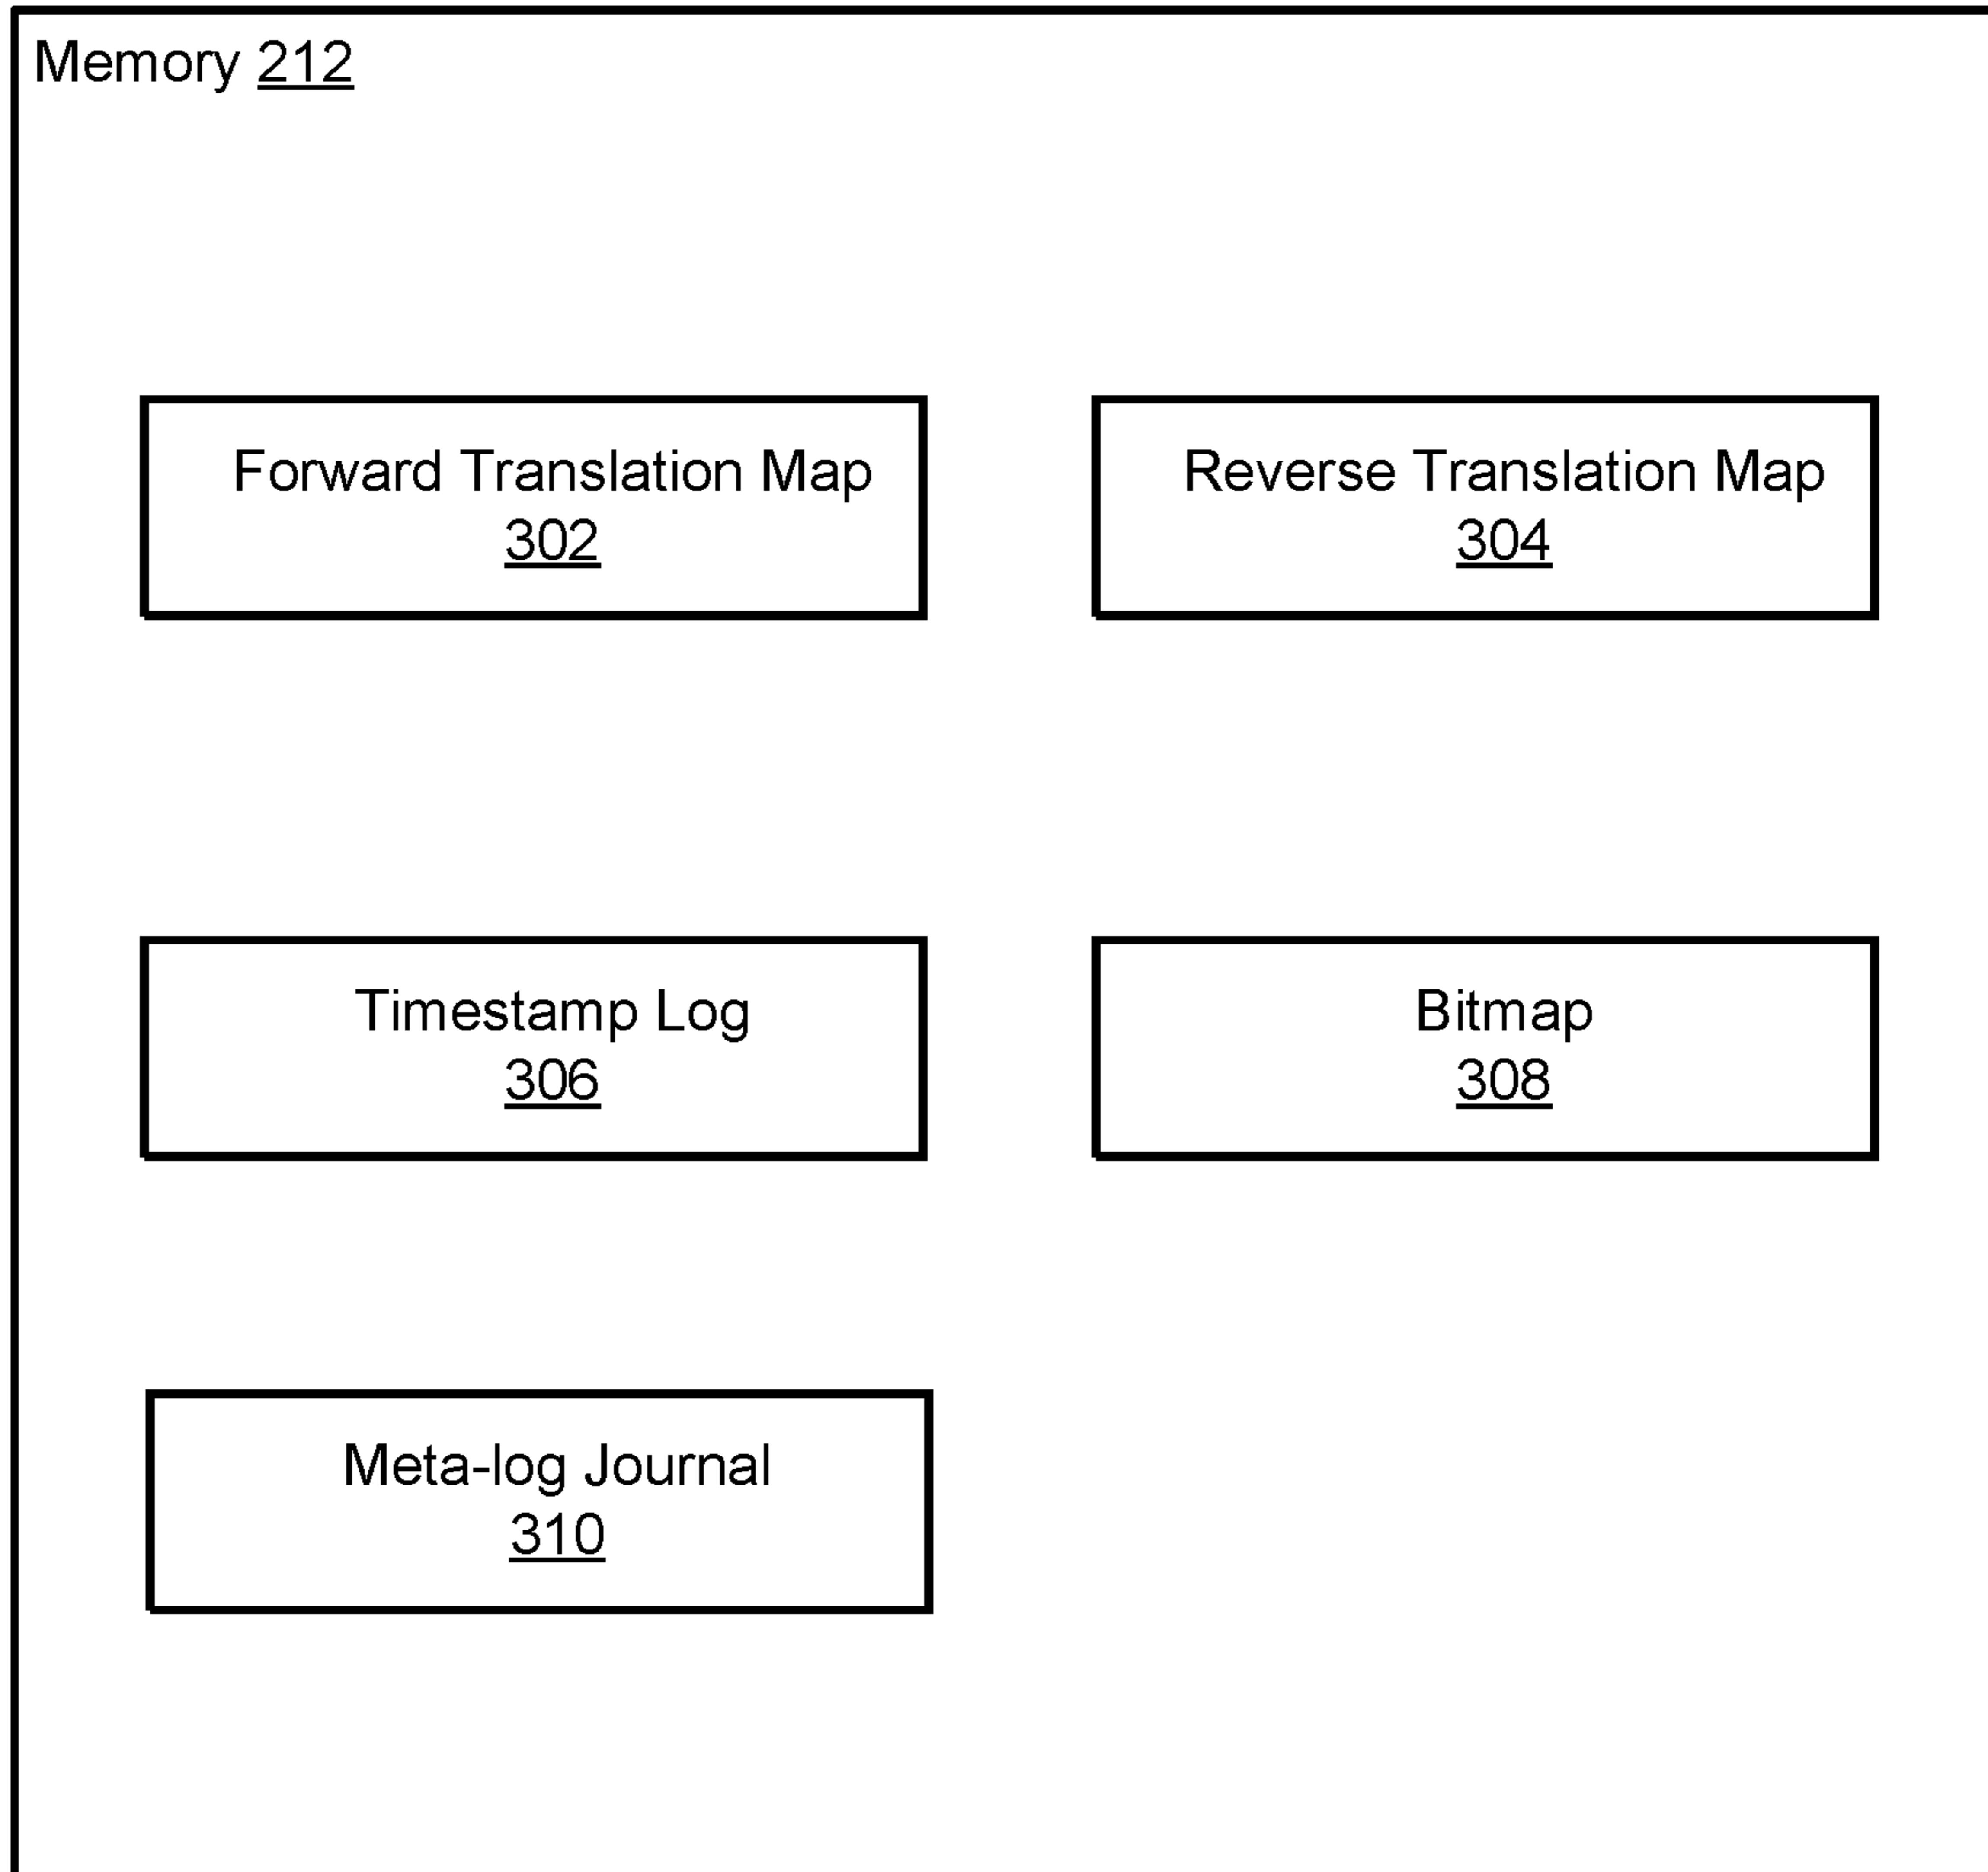 Memory 212
Forward Translation Map
302
Reverse Translation Map
304
Timestamp Log
306
Bitmap
308
Meta-log Journal
310